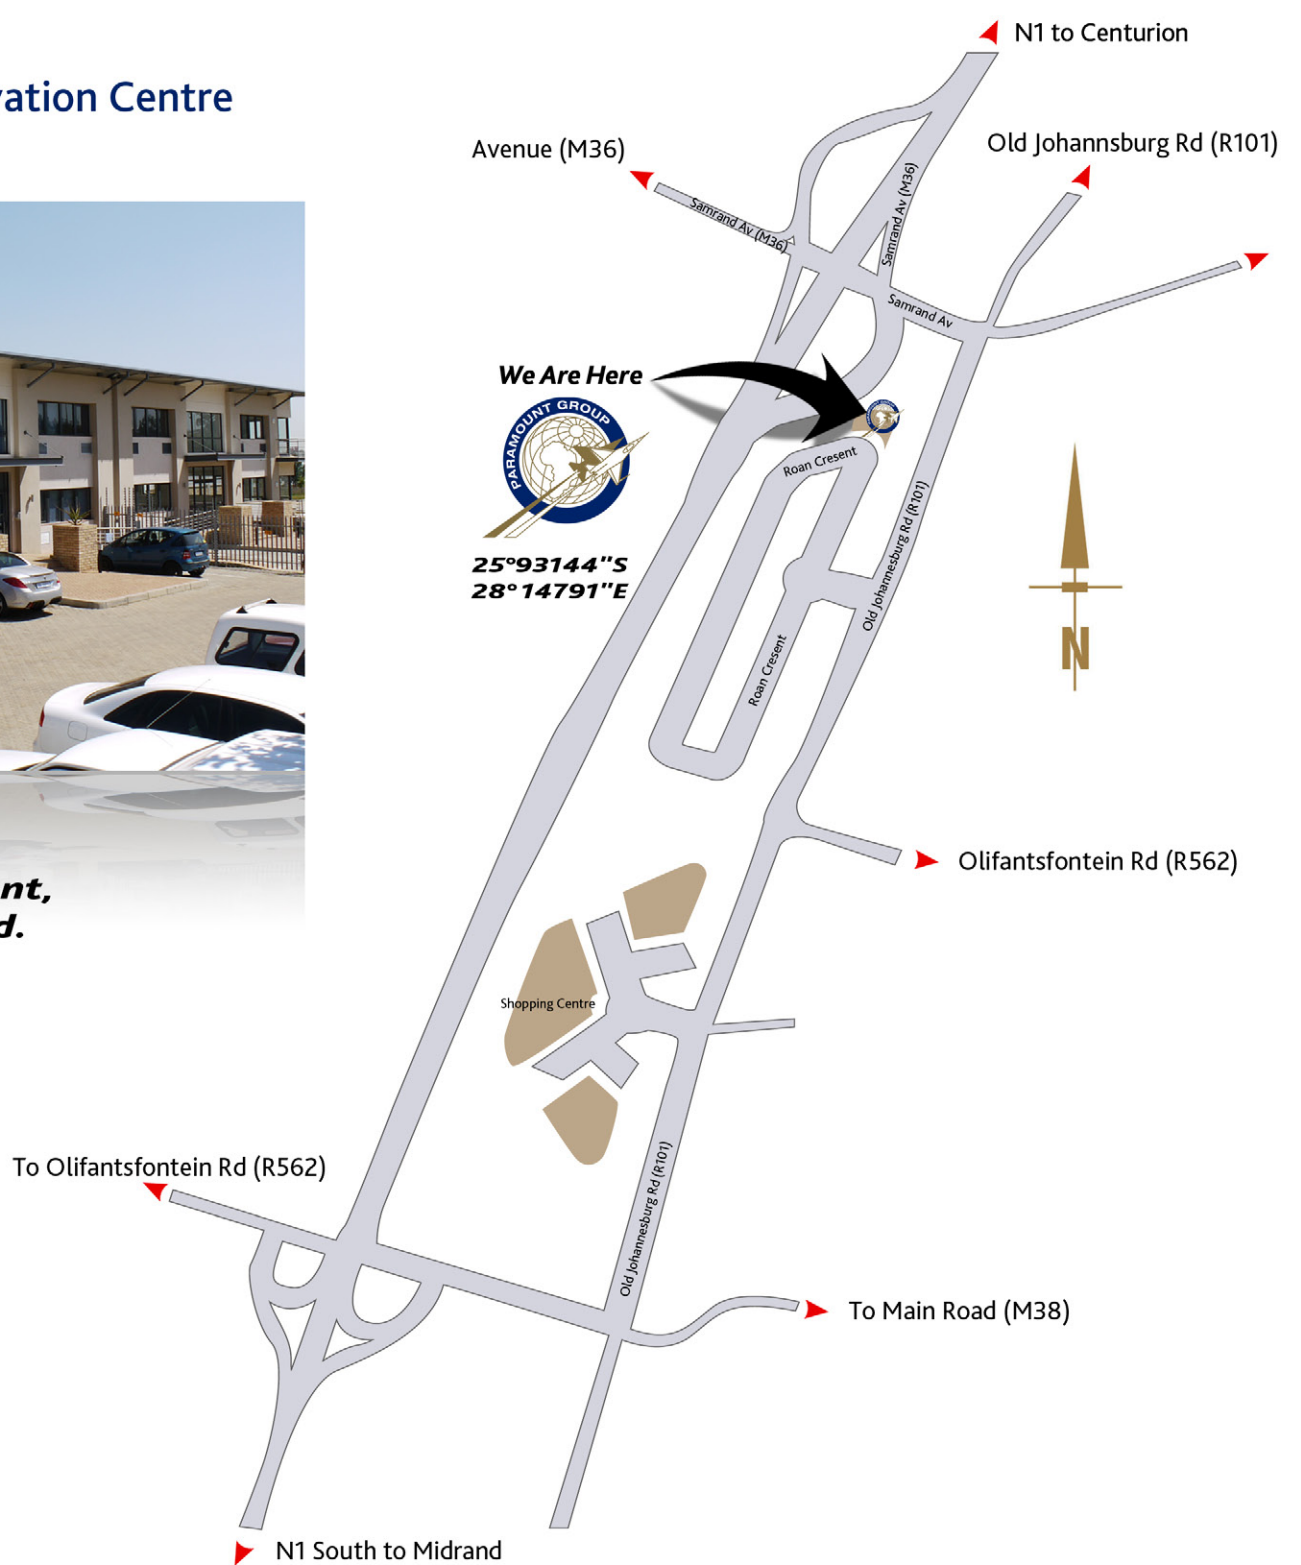 N1 to Centurion
vation Centre
Avenue (M36)
Old Johannsburg Rd (R101)
Samrand Av (M36)
Samrand Av (M36)
Samrand Av
We Are Here
PARAMOUNT GROUP
Roan Cresent
25°93144"S
28°14791"E
Old Johannesburg Rd (R101)
Roan Cresent
N
Olifantsfontein Rd (R562)
nt,
d.
Shopping Centre
To Olifantsfontein Rd (R562)
Old Johannesburg Rd (R101)
To Main Road (M38)
N1 South to Midrand